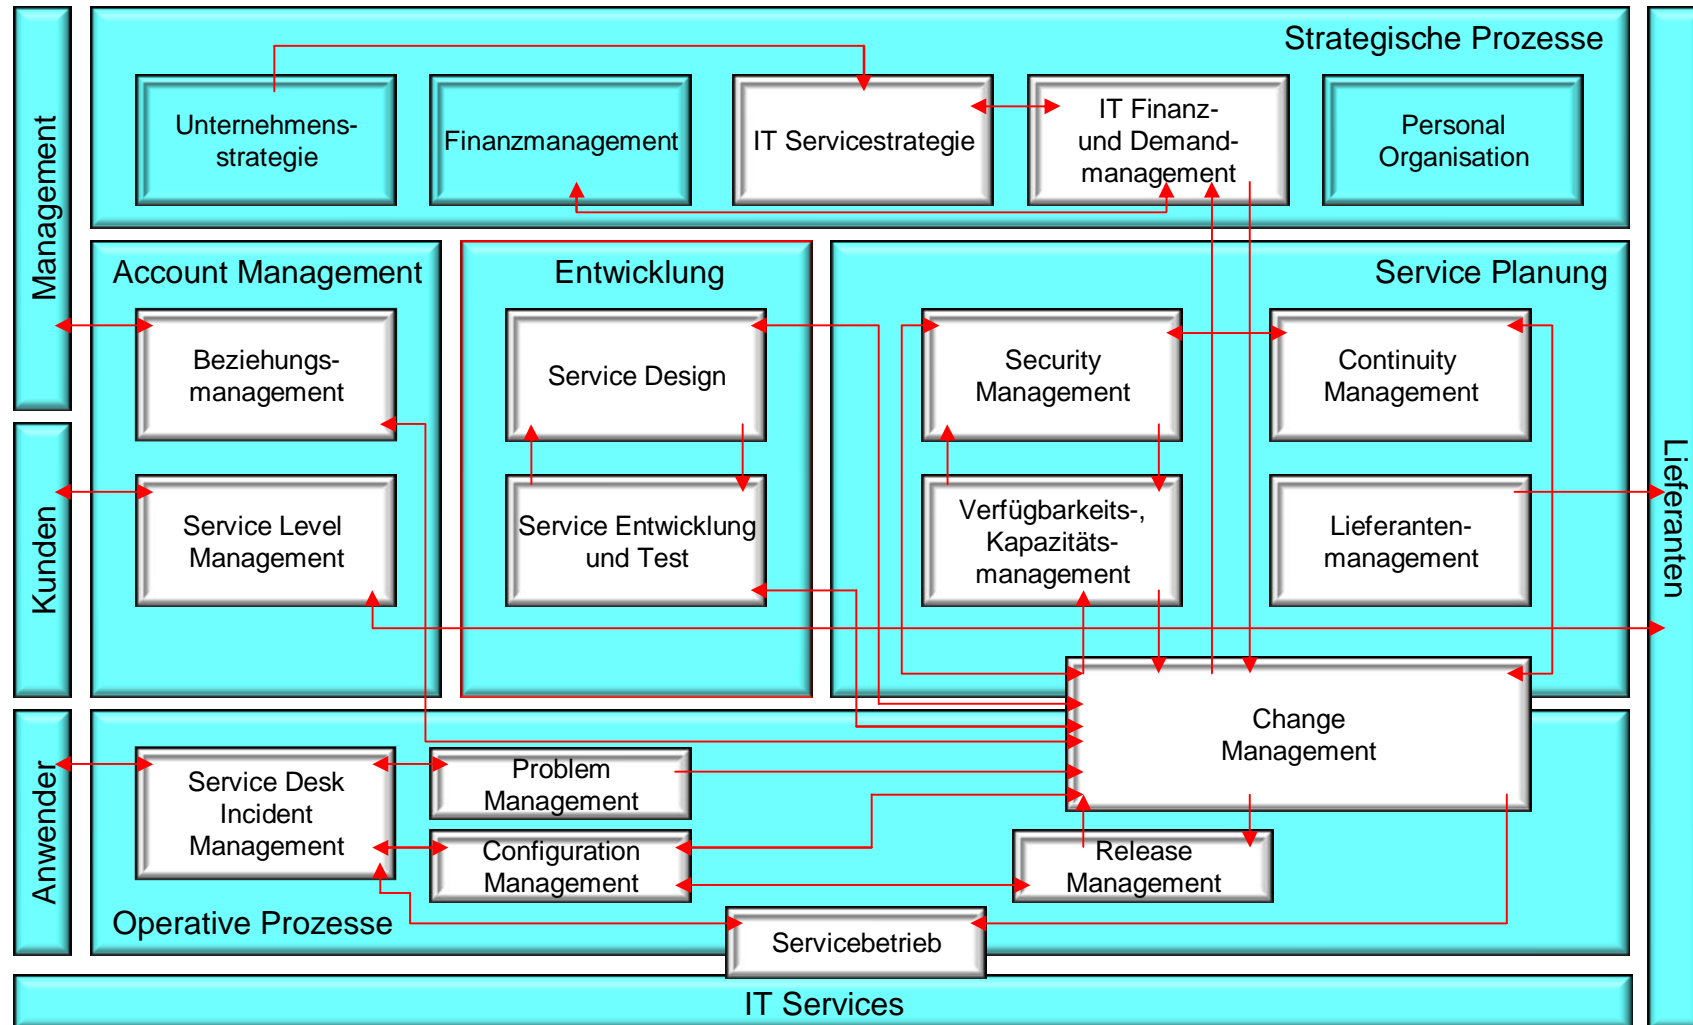 Strategische Prozesse
Unternehmens-
strategie
Finanzmanagement
IT Servicestrategie
IT Finanz-
und Demand-
management
Personal
Organisation
Management
Account Management
Entwicklung
Service Planung
Beziehungs-
management
Service Design
Security
Management
Continuity
Management
Kunden
Service Level
Management
Service Entwicklung
und Test
Verfügbarkeits-,
Kapazitäts-
management
Lieferanten-
management
Lieferanten
Anwender
Change
Management
Service Desk
Incident
Management
Problem
Management
Configuration
Management
Release
Management
Operative Prozesse
Servicebetrieb
IT Services